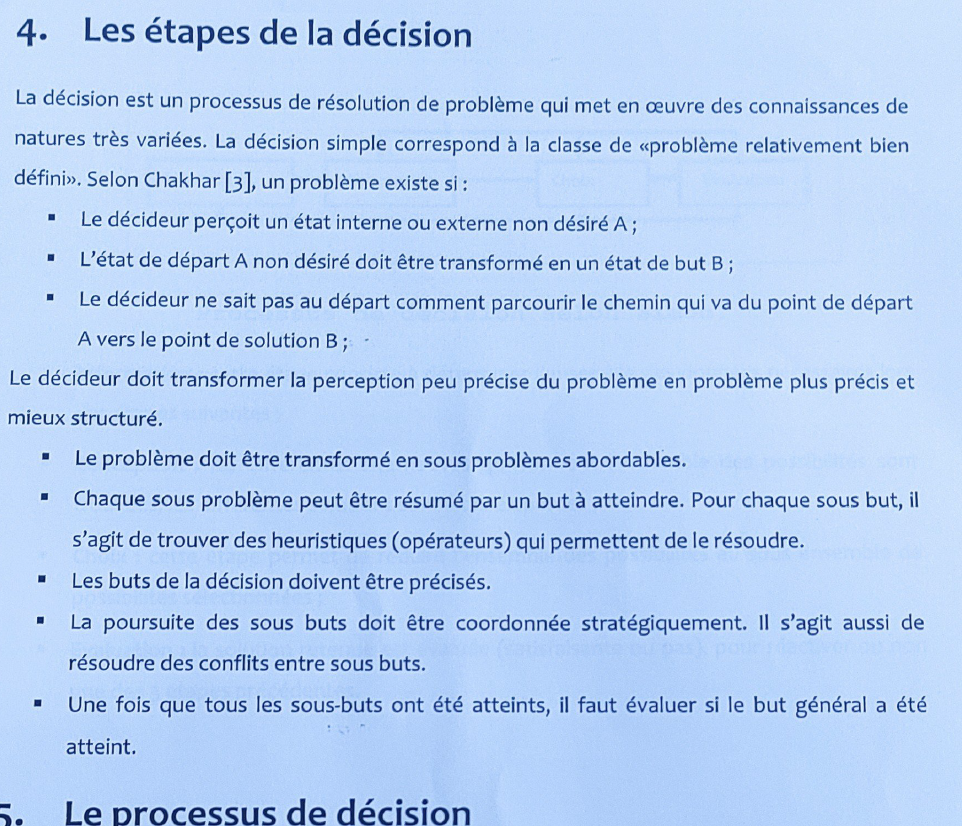 4. Les étapes de la décision
La décision est un processus de résolution de problème qui met en œuvre des connaissances de
natures très variées. La décision simple correspond à la classe de «problème relativement bien
défini». Selon Chakhar [3], un problème existe si :
▪ Le décideur perçoit un état interne ou externe non désiré A ;
▪ L’état de départ A non désiré doit être transformé en un état de but B ;
▪ Le décideur ne sait pas au départ comment parcourir le chemin qui va du point de départ
A vers le point de solution B ;
Le décideur doit transformer la perception peu précise du problème en problème plus précis et
mieux structuré.
▪ Le problème doit être transformé en sous problèmes abordables.
▪ Chaque sous problème peut être résumé par un but à atteindre. Pour chaque sous but, il
s’agit de trouver des heuristiques (opérateurs) qui permettent de le résoudre.
▪ Les buts de la décision doivent être précisés.
▪ La poursuite des sous buts doit être coordonnée stratégiquement. Il s’agit aussi de
résoudre des conflits entre sous buts.
▪ Une fois que tous les sous-buts ont été atteints, il faut évaluer si le but général a été
atteint.
5. Le processus de décision